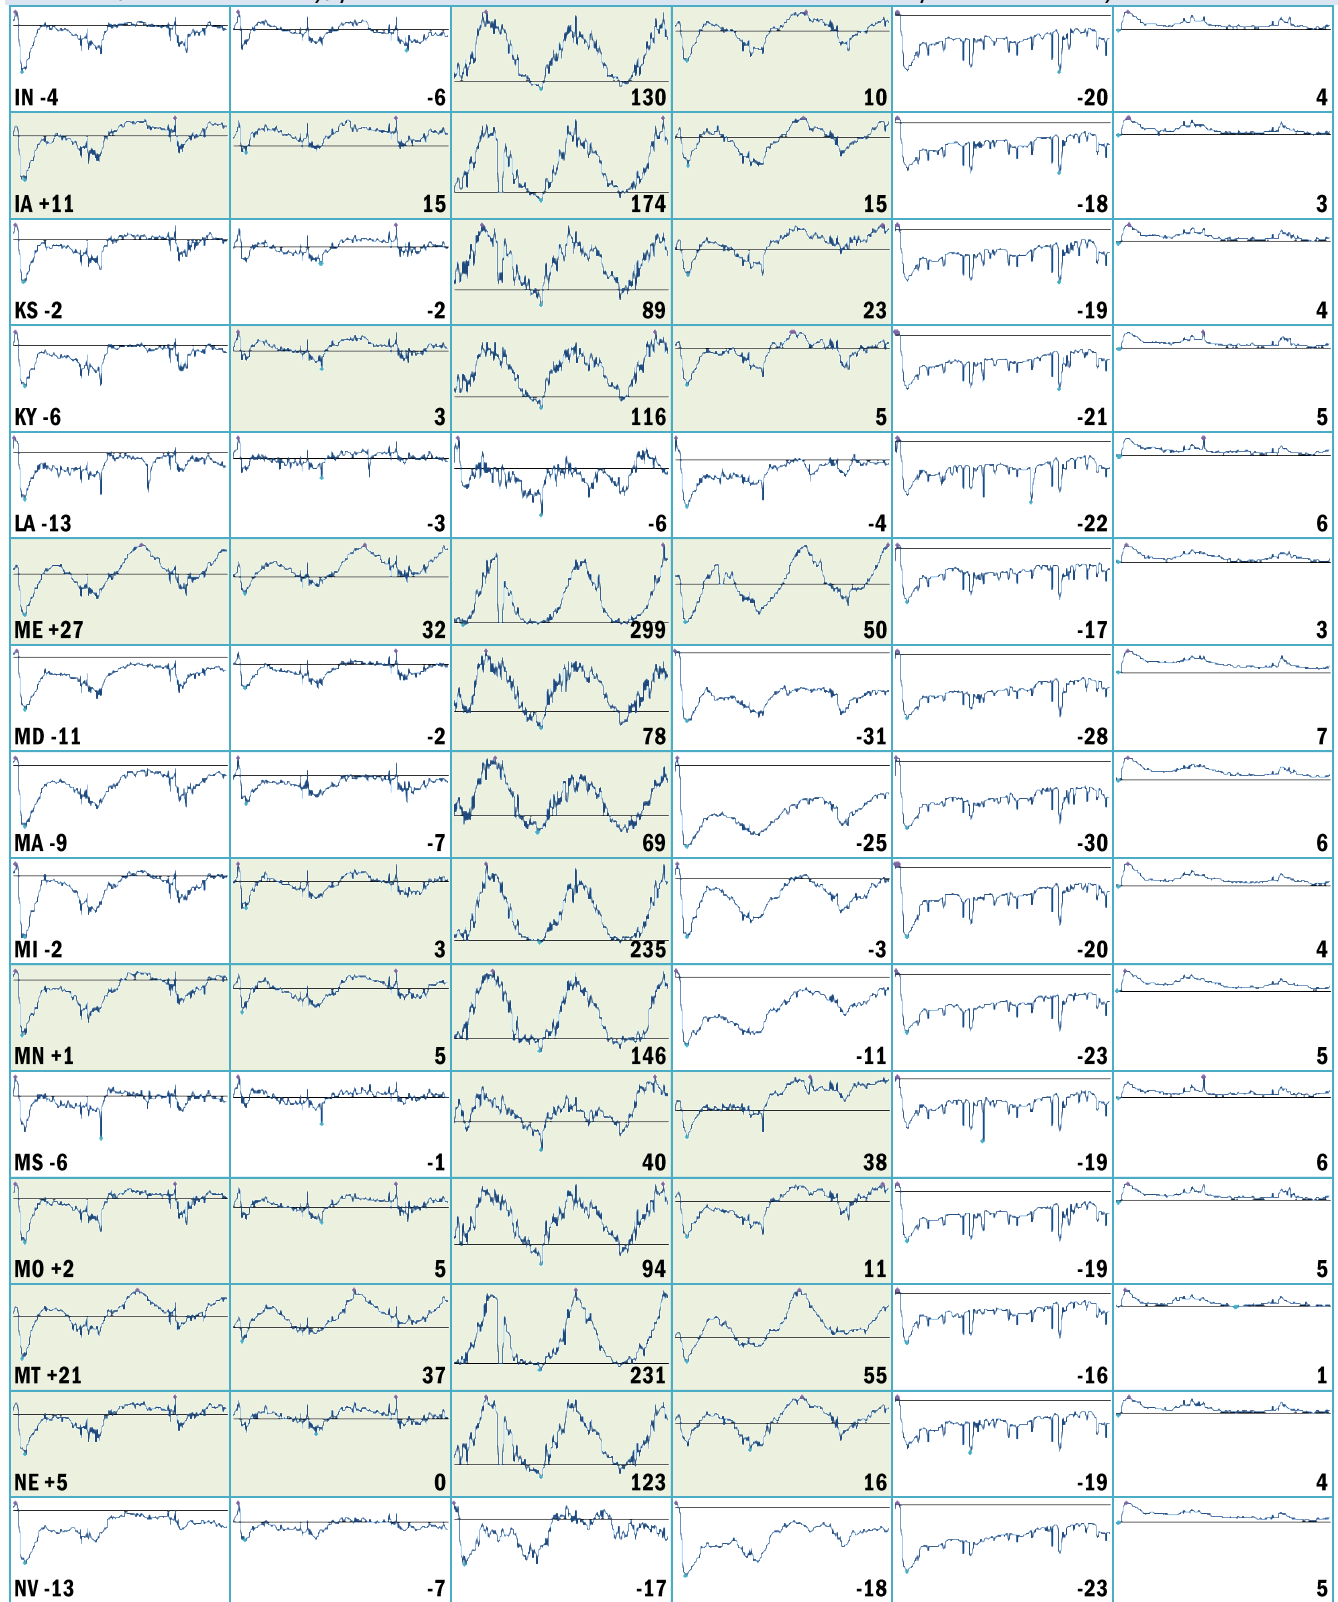 IN -4 -6 130 10 -20 4
IA +11 15 174 15 -18 3
KS -2 -2 89 23 -19 4
KY -6 3 116 5 -21 5
LA -13 -3 -6 -4 -22 6
ME +27 32 299 50 -17 3
MD -11 -2 78 -31 -28 7
MA -9 -7 69 -25 -30 6
MI -2 3 235 -3 -20 4
MN +1 5 146 -11 -23 5
MS -6 -1 40 38 -19 6
MO +2 5 94 11 -19 5
MT +21 37 231 55 -16 1
NE +5 0 123 16 -19 4
NV -13 -7 -17 -18 -23 5